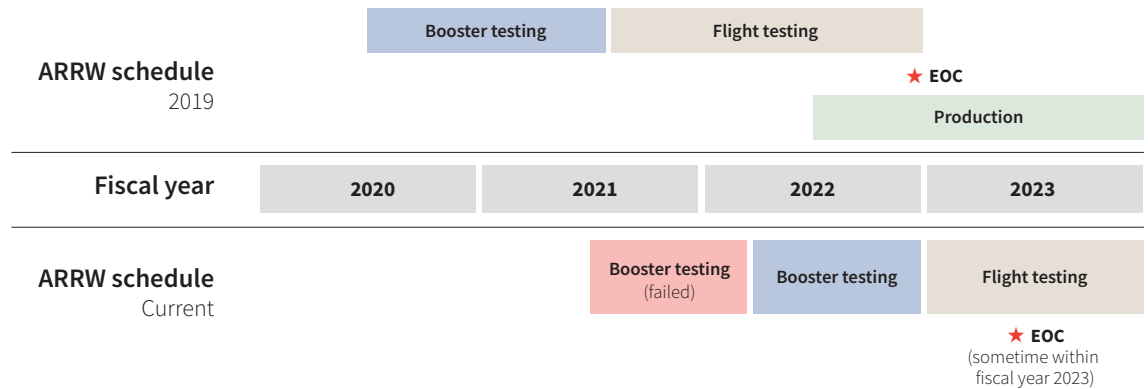 Booster testing
Flight testing
ARRW schedule
2019
★ EOC
Production
Fiscal year
2020
2021
2022
2023
ARRW schedule
Current
Booster testing
(failed)
Booster testing
Flight testing
★ EOC
(sometime within
fiscal year 2023)